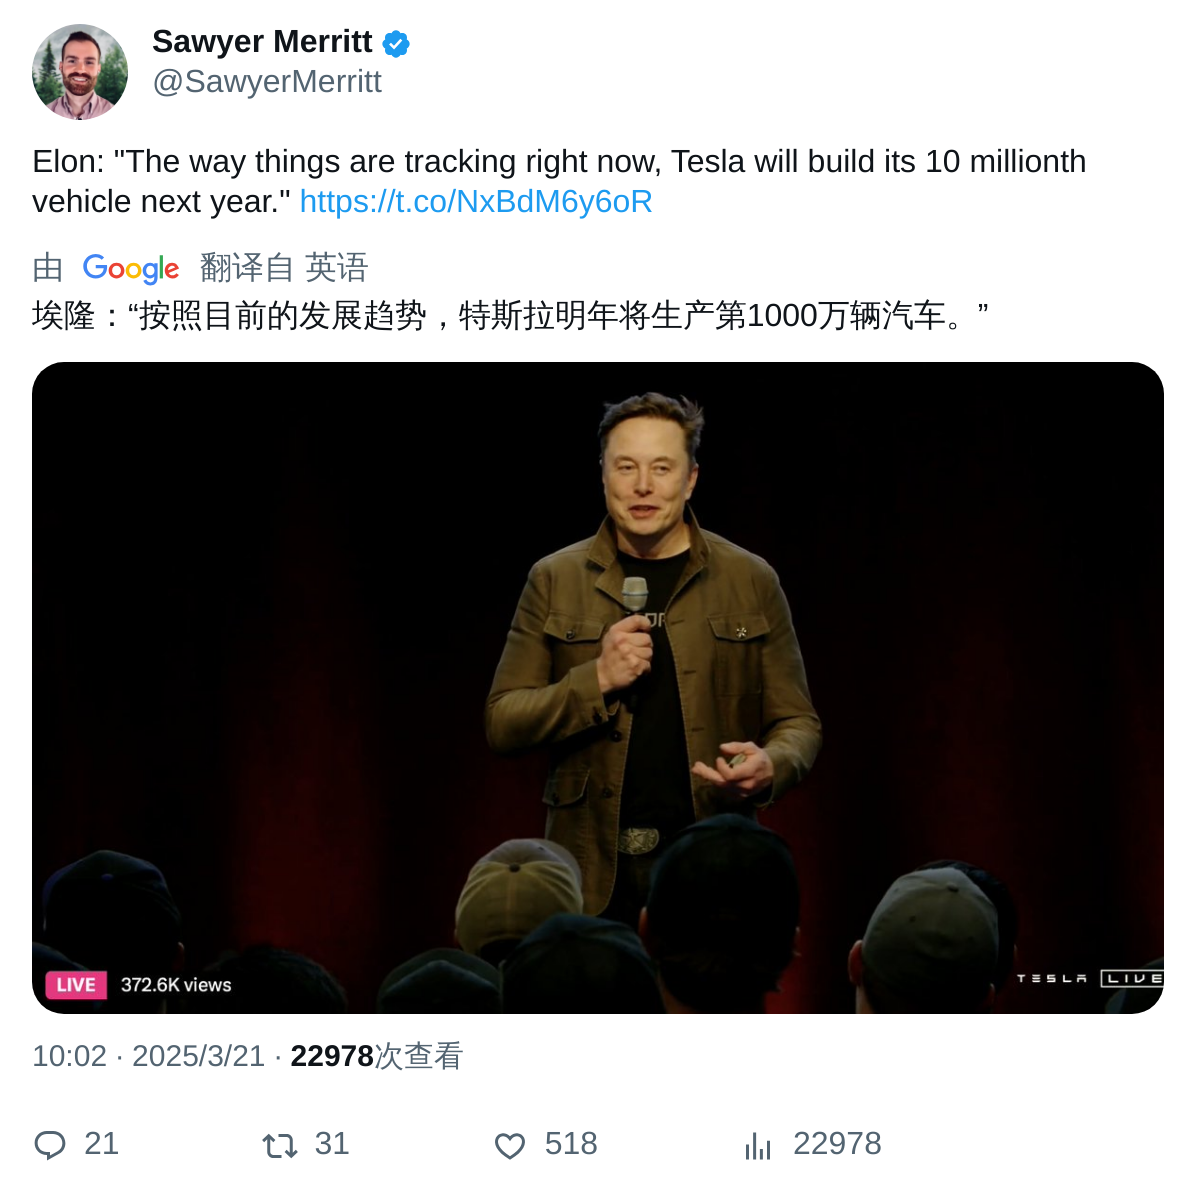 Sawyer Merritt
@SawyerMerritt
Elon: "The way things are tracking right now, Tesla will build its 10 millionth
vehicle next year." https://t.co/NxBdM6y6oR
由 Google 翻译自 英语
埃隆：“按照目前的发展趋势，特斯拉明年将生产第1000万辆汽车。”
LIVE 372.6K views
TESLA LIVE
10:02 · 2025/3/21 · 22978次查看
21 31 518 22978